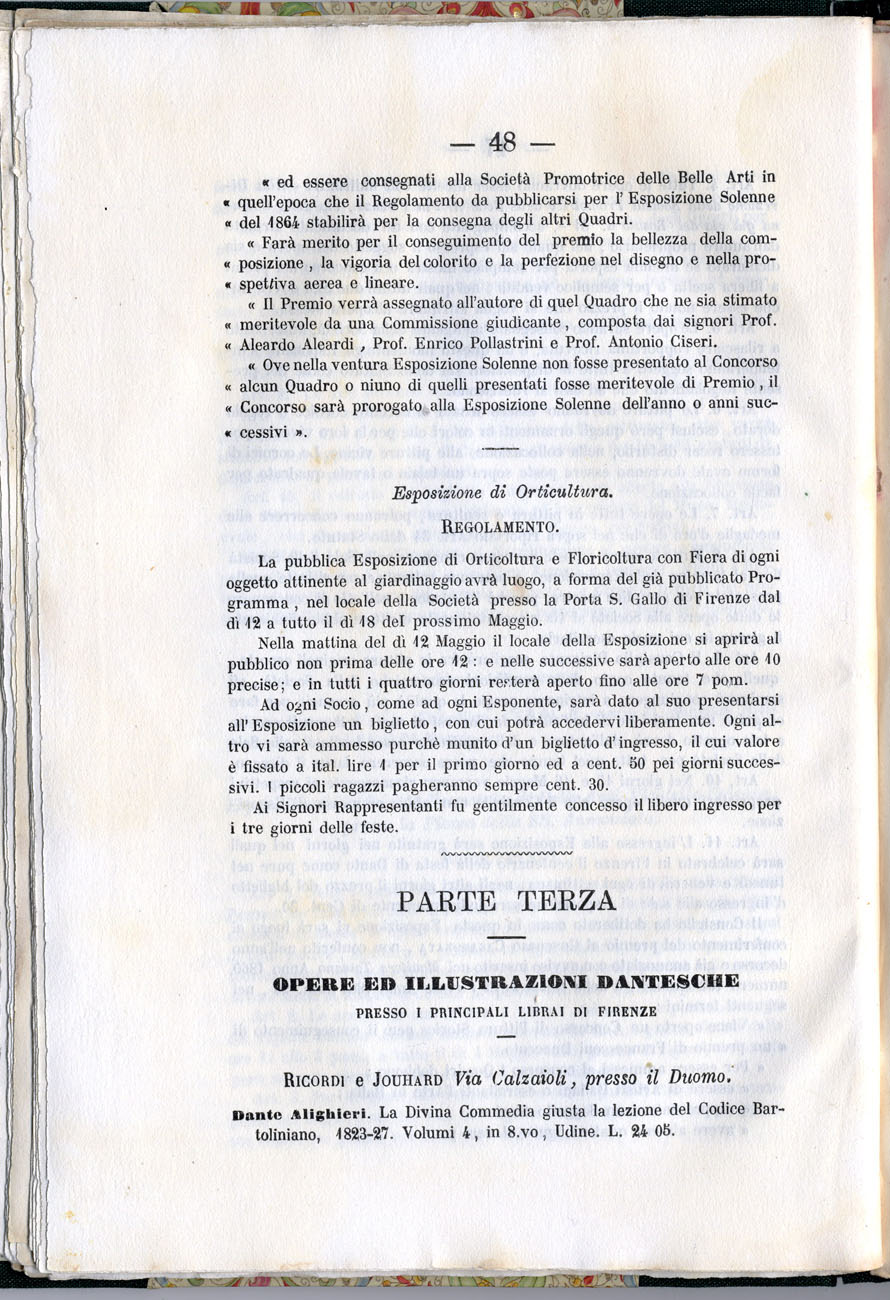 — 48 —
« ed essere consegnati alla Società Promotrice delle Belle Arti in
« quell'epoca che il Regolamento da pubblicarsi per l'Esposizione Solenne
« del 1864 stabilirà per la consegna degli altri Quadri.
« Farà merito per il conseguimento del premio la bellezza della com-
« posizione , la vigoria del colorito e la perfezione nel disegno e nella pro-
« spettiva aerea e lineare.
« Il Premio verrà assegnato all'autore di quel Quadro che ne sia stimato
« meritevole da una Commissione giudicante , composta dai signori Prof.
« Aleardo Aleardi , Prof. Enrico Pollastrini e Prof. Antonio Ciseri.
« Ove nella ventura Esposizione Solenne non fosse presentato al Concorso
« alcun Quadro o niuno di quelli presentati fosse meritevole di Premio , il
« Concorso sarà prorogato alla Esposizione Solenne dell'anno o anni suc-
« cessivi ».
Esposizione di Orticultura.
REGOLAMENTO.
La pubblica Esposizione di Orticoltura e Floricoltura con Fiera di ogni
oggetto attinente al giardinaggio avrà luogo, a forma del già pubblicato Pro-
gramma , nel locale della Società presso la Porta S. Gallo di Firenze dal
dì 12 a tutto il dì 18 del prossimo Maggio.
Nella mattina del dì 12 Maggio il locale della Esposizione si aprirà al
pubblico non prima delle ore 12 : e nelle successive sarà aperto alle ore 10
precise; e in tutti i quattro giorni resterà aperto fino alle ore 7 pom.
Ad ogni Socio , come ad ogni Esponente, sarà dato al suo presentarsi
all'Esposizione un biglietto , con cui potrà accedervi liberamente. Ogni al-
tro vi sarà ammesso purchè munito d'un biglietto d'ingresso, il cui valore
è fissato a ital. lire 1 per il primo giorno ed a cent. 50 pei giorni succes-
sivi. I piccoli ragazzi pagheranno sempre cent. 30.
Ai Signori Rappresentanti fu gentilmente concesso il libero ingresso per
i tre giorni delle feste.
PARTE TERZA
OPERE ED ILLUSTRAZIONI DANTESCHE
PRESSO I PRINCIPALI LIBRAI DI FIRENZE
RICORDI e JOUHARD Via Calzaioli, presso il Duomo.
Dante Alighieri. La Divina Commedia giusta la lezione del Codice Bar-
toliniano, 1823-27. Volumi 4, in 8.vo, Udine. L. 24 05.